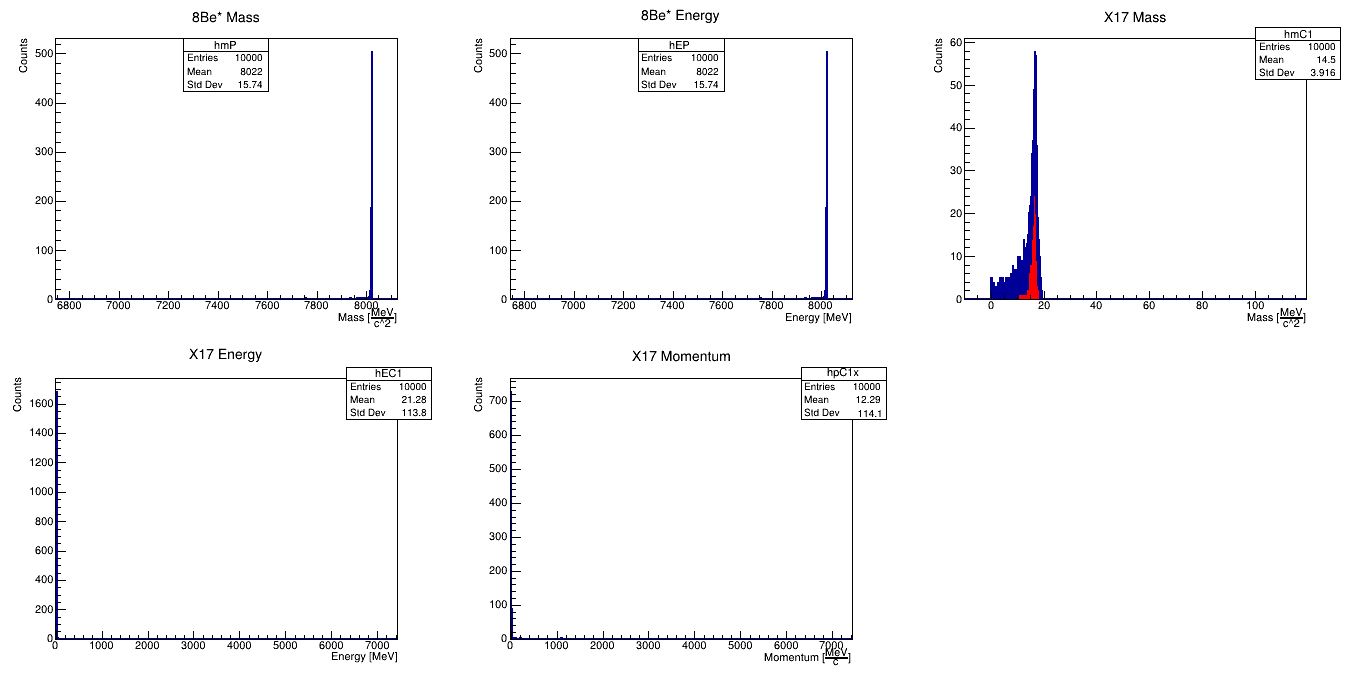 8Be* Mass
Counts
hmP
Entries 10000
Mean 8022
Std Dev 15.74
500
400
300
200
100
0
6800 7000 7200 7400 7600 7800 8000
Mass [MeV/c^2]
8Be* Energy
Counts
hEP
Entries 10000
Mean 8022
Std Dev 15.74
500
400
300
200
100
0
6800 7000 7200 7400 7600 7800 8000
Energy [MeV]
X17 Mass
Counts
hmC1
Entries 10000
Mean 14.5
Std Dev 3.916
60
50
40
30
20
10
0
0 20 40 60 80 100
Mass [MeV/c^2]
X17 Energy
Counts
hEC1
Entries 10000
Mean 21.28
Std Dev 113.8
1600
1400
1200
1000
800
600
400
200
0
0 1000 2000 3000 4000 5000 6000 7000
Energy [MeV]
X17 Momentum
Counts
hpC1x
Entries 10000
Mean 12.29
Std Dev 114.1
700
600
500
400
300
200
100
0
0 1000 2000 3000 4000 5000 6000 7000
Momentum [MeV/c]